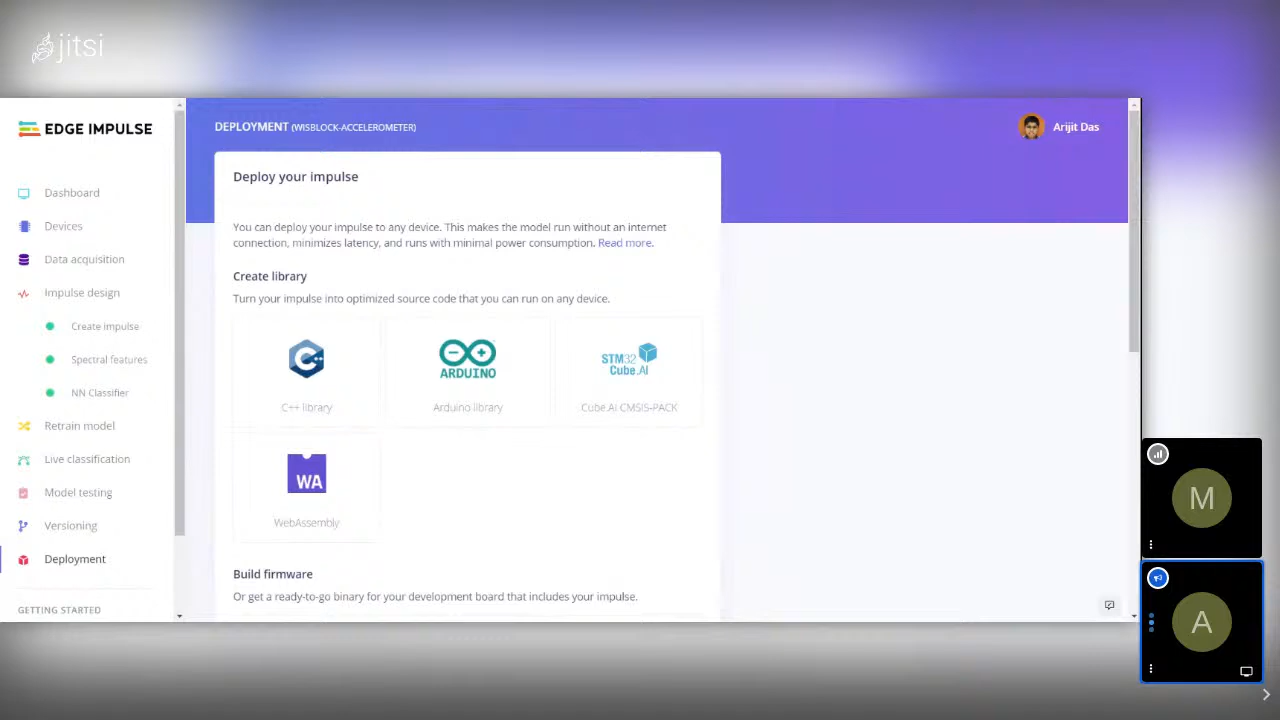 jitsi
EDGE IMPULSE
Dashboard
Devices
Data acquisition
Impulse design
Create impulse
Spectral features
NN Classifier
Retrain model
Live classification
Model testing
Versioning
Deployment
GETTING STARTED
DEPLOYMENT (WISBLOCK-ACCELEROMETER)
Arijit Das
Deploy your impulse
You can deploy your impulse to any device. This makes the model run without an internet
connection, minimizes latency, and runs with minimal power consumption. Read more.
Create library
Turn your impulse into optimized source code that you can run on any device.
C++ library
ARDUINO
Arduino library
STM32
Cube.AI
Cube.AI CMSIS-PACK
WA
WebAssembly
Build firmware
Or get a ready-to-go binary for your development board that includes your impulse.
M
A